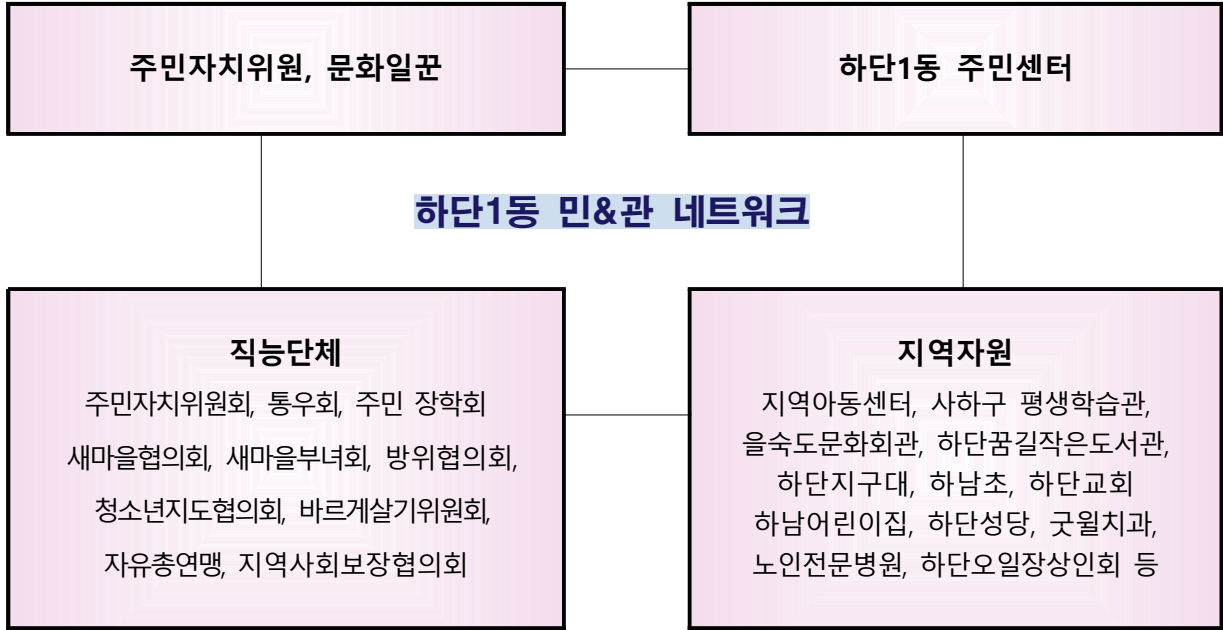 주민자치위원, 문화일꾼
하단1동 주민센터
하단1동 민&관 네트워크
직능단체
주민자치위원회, 통우회, 주민 장학회
새마을협의회, 새마을부녀회, 방위협의회,
청소년지도협의회, 바르게살기위원회,
자유총연맹, 지역사회보장협의회
지역자원
지역아동센터, 사하구 평생학습관,
을숙도문화회관, 하단꿈길작은도서관,
하단지구대, 하남초, 하단교회
하남어린이집, 하단성당, 굿윌치과,
노인전문병원, 하단오일장상인회 등